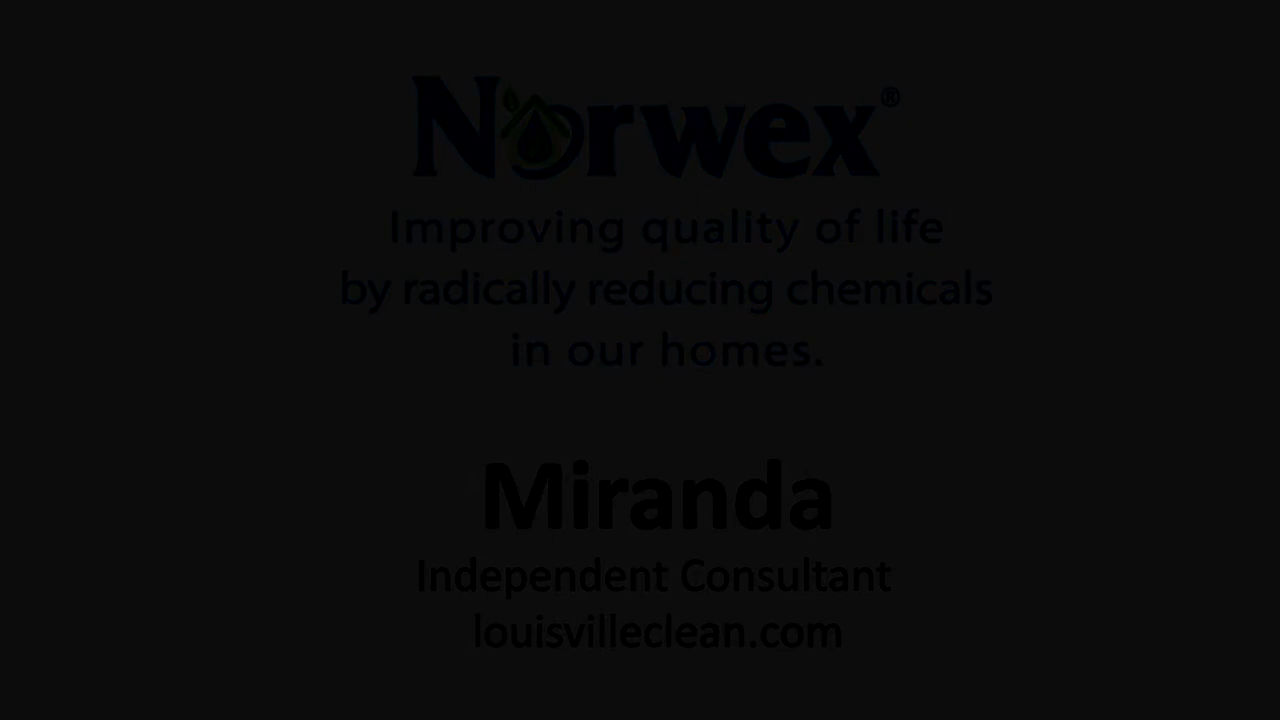 Norwex®
Improving quality of life
by radically reducing chemicals
in our homes.
Miranda
Independent Consultant
louisvilleclean.com